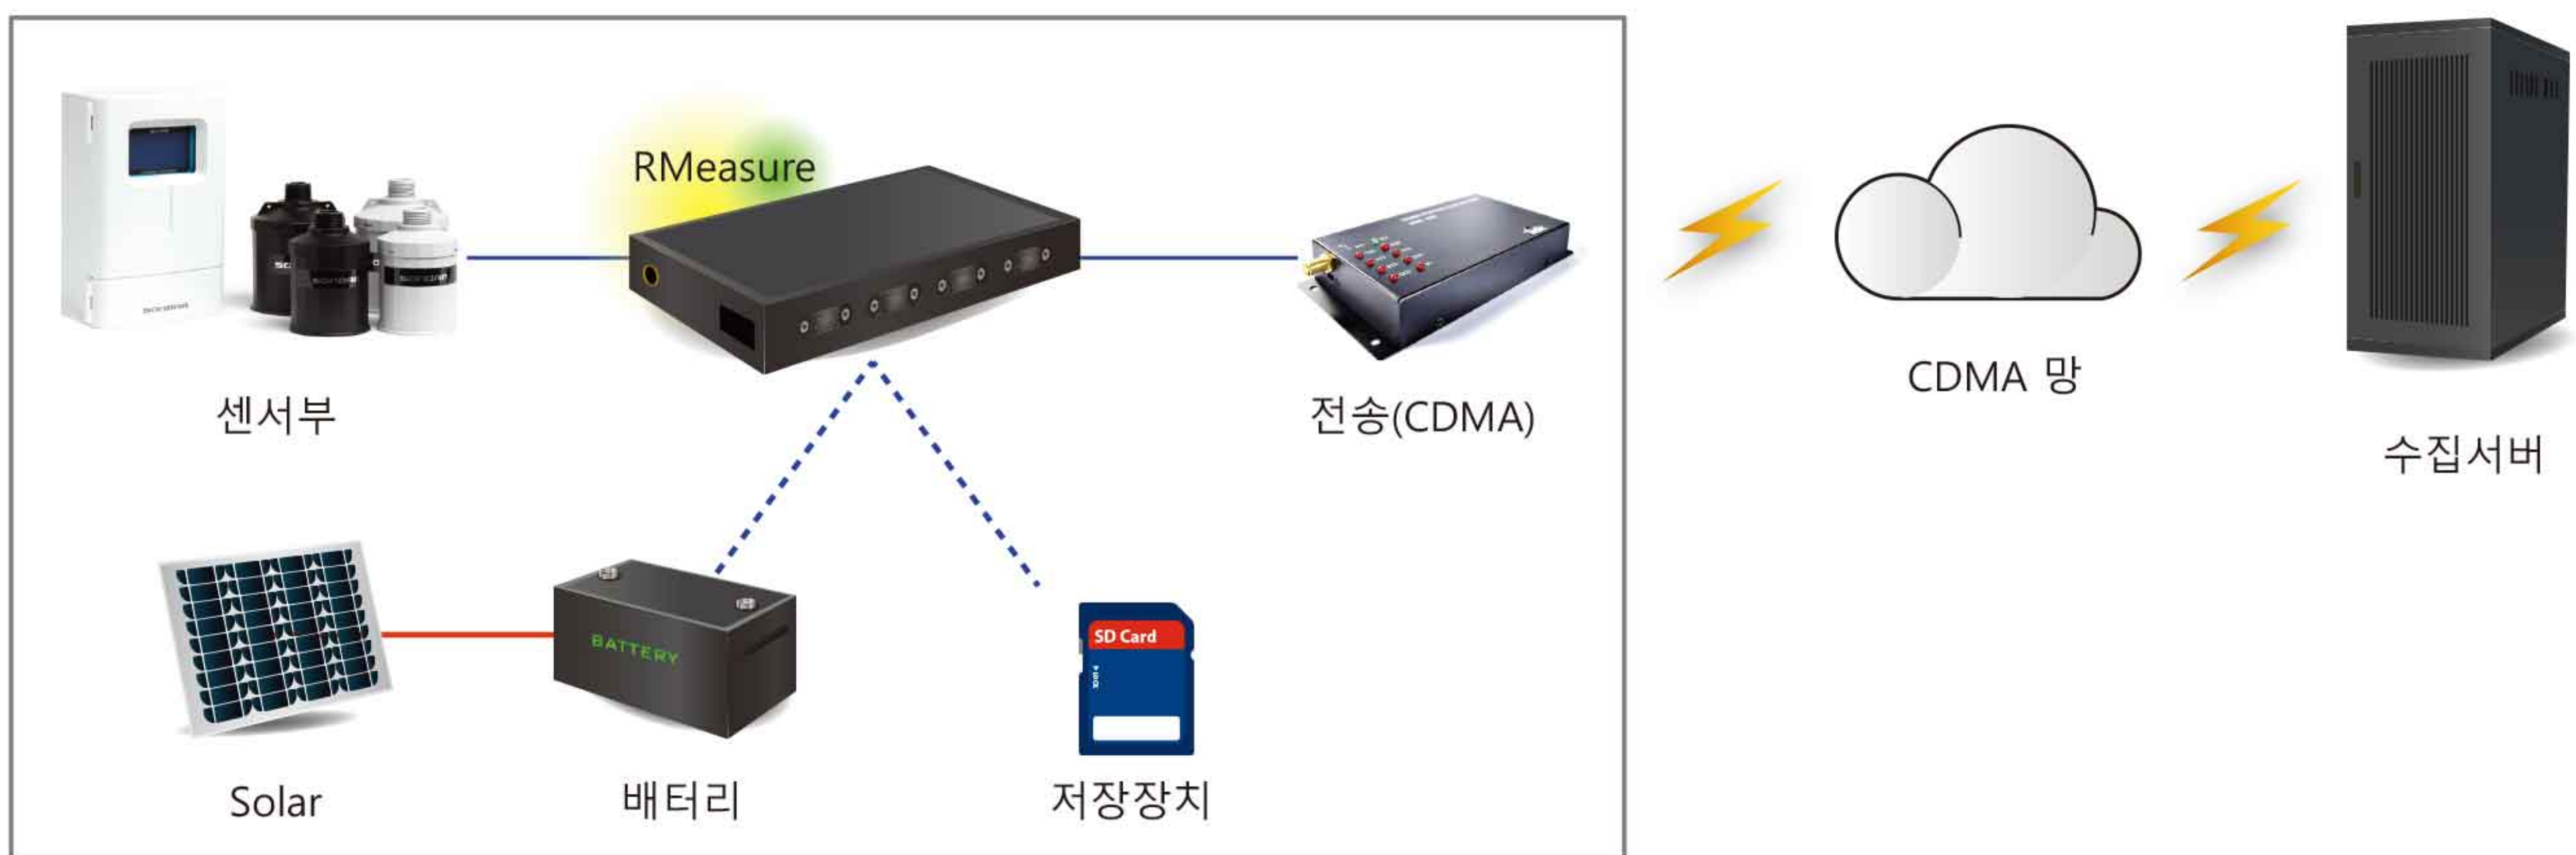 RMeasure
센서부
전송(CDMA)
CDMA 망
수집서버
BATTERY
SD Card
LOCK
Solar
배터리
저장장치